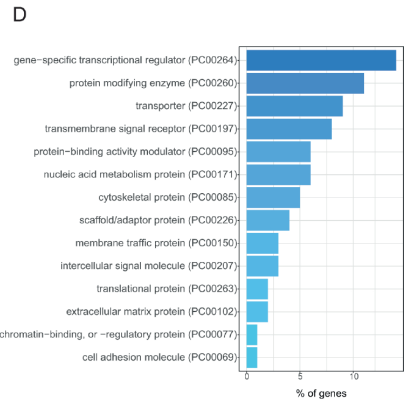 D
gene-specific transcriptional regulator (PC00264)
protein modifying enzyme (PC00260)
transporter (PC00227)
transmembrane signal receptor (PC00197)
protein-binding activity modulator (PC00095)
nucleic acid metabolism protein (PC00171)
cytoskeletal protein (PC00085)
scaffold/adaptor protein (PC00226)
membrane traffic protein (PC00150)
intercellular signal molecule (PC00207)
translational protein (PC00263)
extracellular matrix protein (PC00102)
chromatin-binding, or -regulatory protein (PC00077)
cell adhesion molecule (PC00069)
0 5 10
% of genes